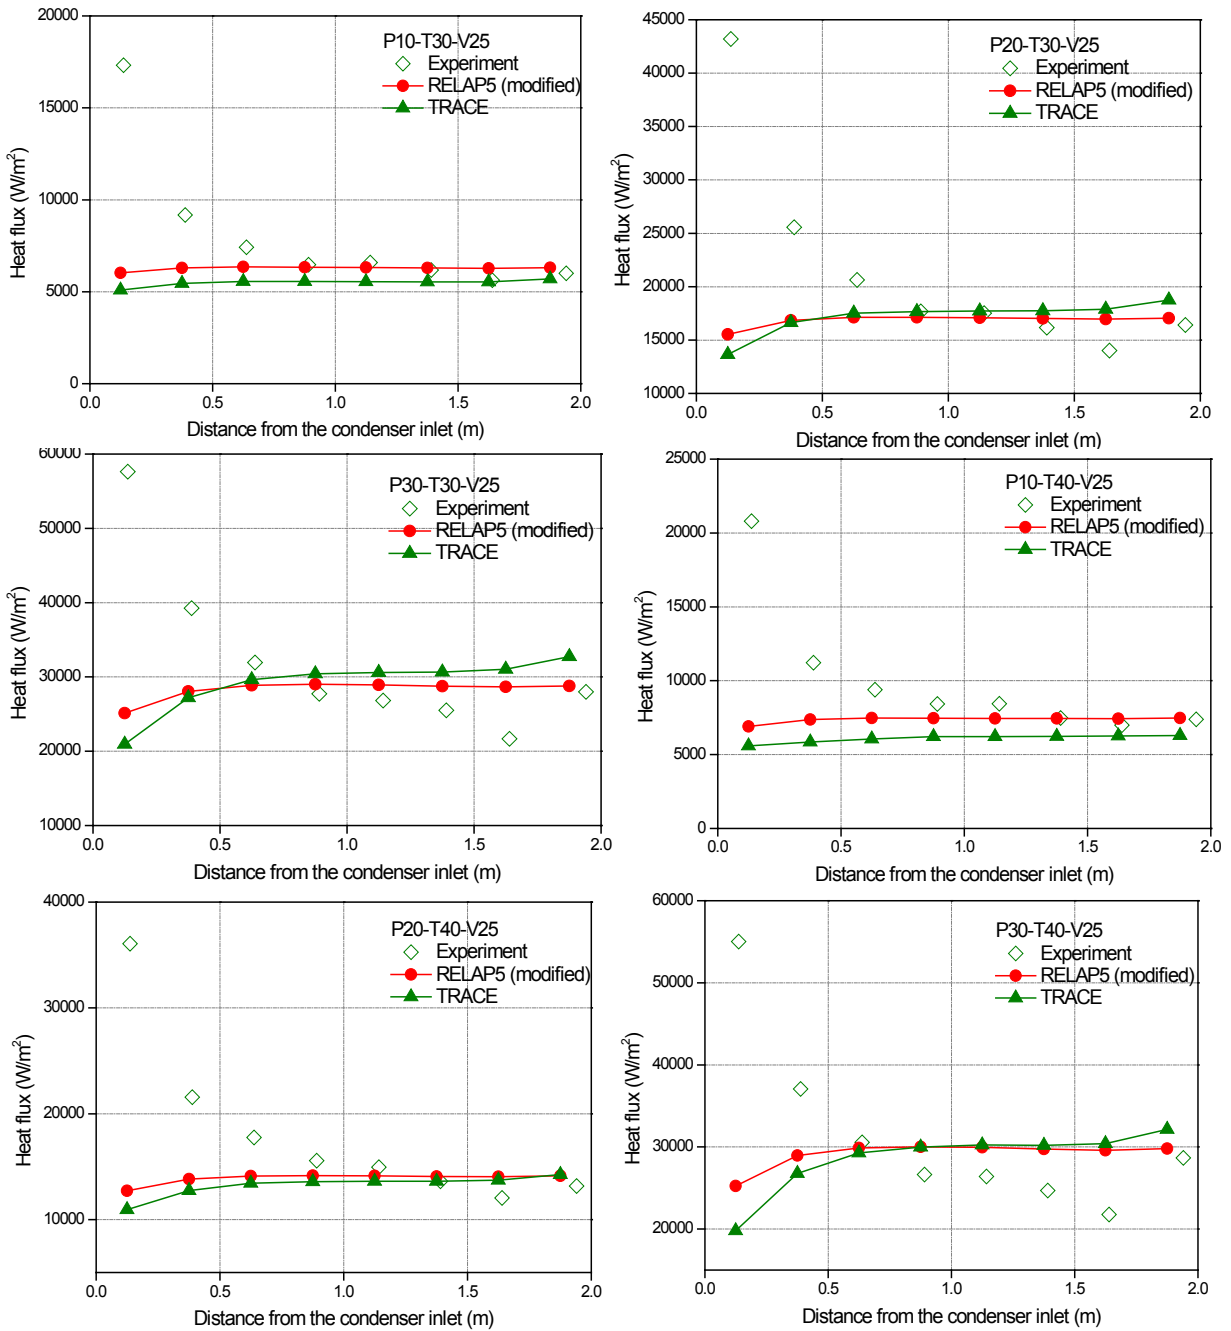 20000
15000
10000
5000
0
Heat flux (W/m²)
P10-T30-V25
Experiment
RELAP5 (modified)
TRACE
0.0 0.5 1.0 1.5 2.0
Distance from the condenser inlet (m)
45000
40000
35000
30000
25000
20000
15000
10000
Heat flux (W/m²)
P20-T30-V25
Experiment
RELAP5 (modified)
TRACE
0.0 0.5 1.0 1.5 2.0
Distance from the condenser inlet (m)
60000
50000
40000
30000
20000
10000
Heat flux (W/m²)
P30-T30-V25
Experiment
RELAP5 (modified)
TRACE
0.0 0.5 1.0 1.5 2.0
Distance from the condenser inlet (m)
25000
20000
15000
10000
5000
0
Heat flux (W/m²)
P10-T40-V25
Experiment
RELAP5 (modified)
TRACE
0.0 0.5 1.0 1.5 2.0
Distance from the condenser inlet (m)
40000
30000
20000
10000
Heat flux (W/m²)
P20-T40-V25
Experiment
RELAP5 (modified)
TRACE
0.0 0.5 1.0 1.5 2.0
Distance from the condenser inlet (m)
60000
50000
40000
30000
20000
Heat flux (W/m²)
P30-T40-V25
Experiment
RELAP5 (modified)
TRACE
0.0 0.5 1.0 1.5 2.0
Distance from the condenser inlet (m)